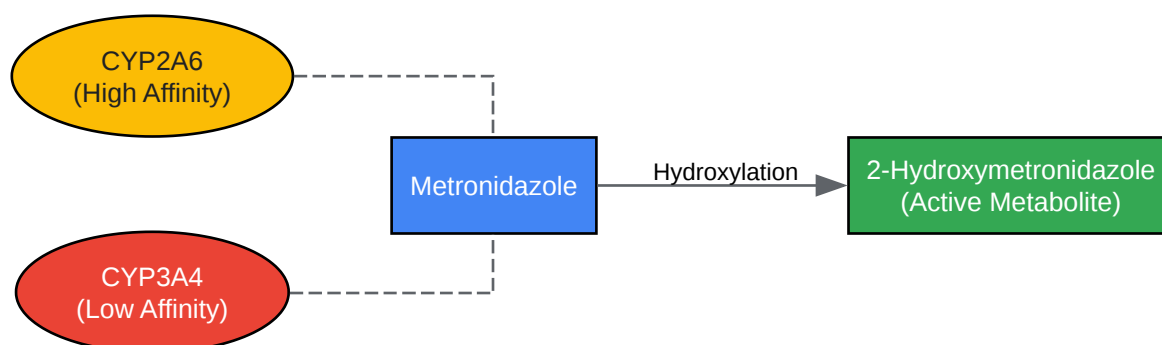 CYP2A6
(High Affinity)
Metronidazole
Hydroxylation
2-Hydroxymetronidazole
(Active Metabolite)
CYP3A4
(Low Affinity)